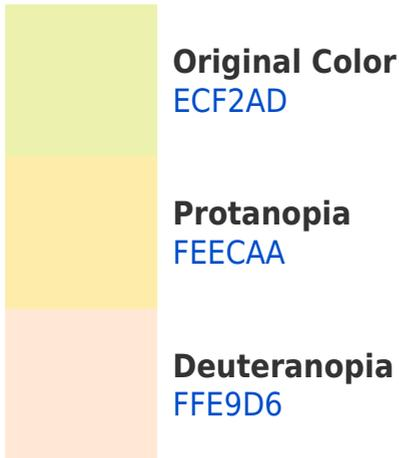 Original Color
ECF2AD
Protanopia
FEECAA
Deuteranopia
FFE9D6